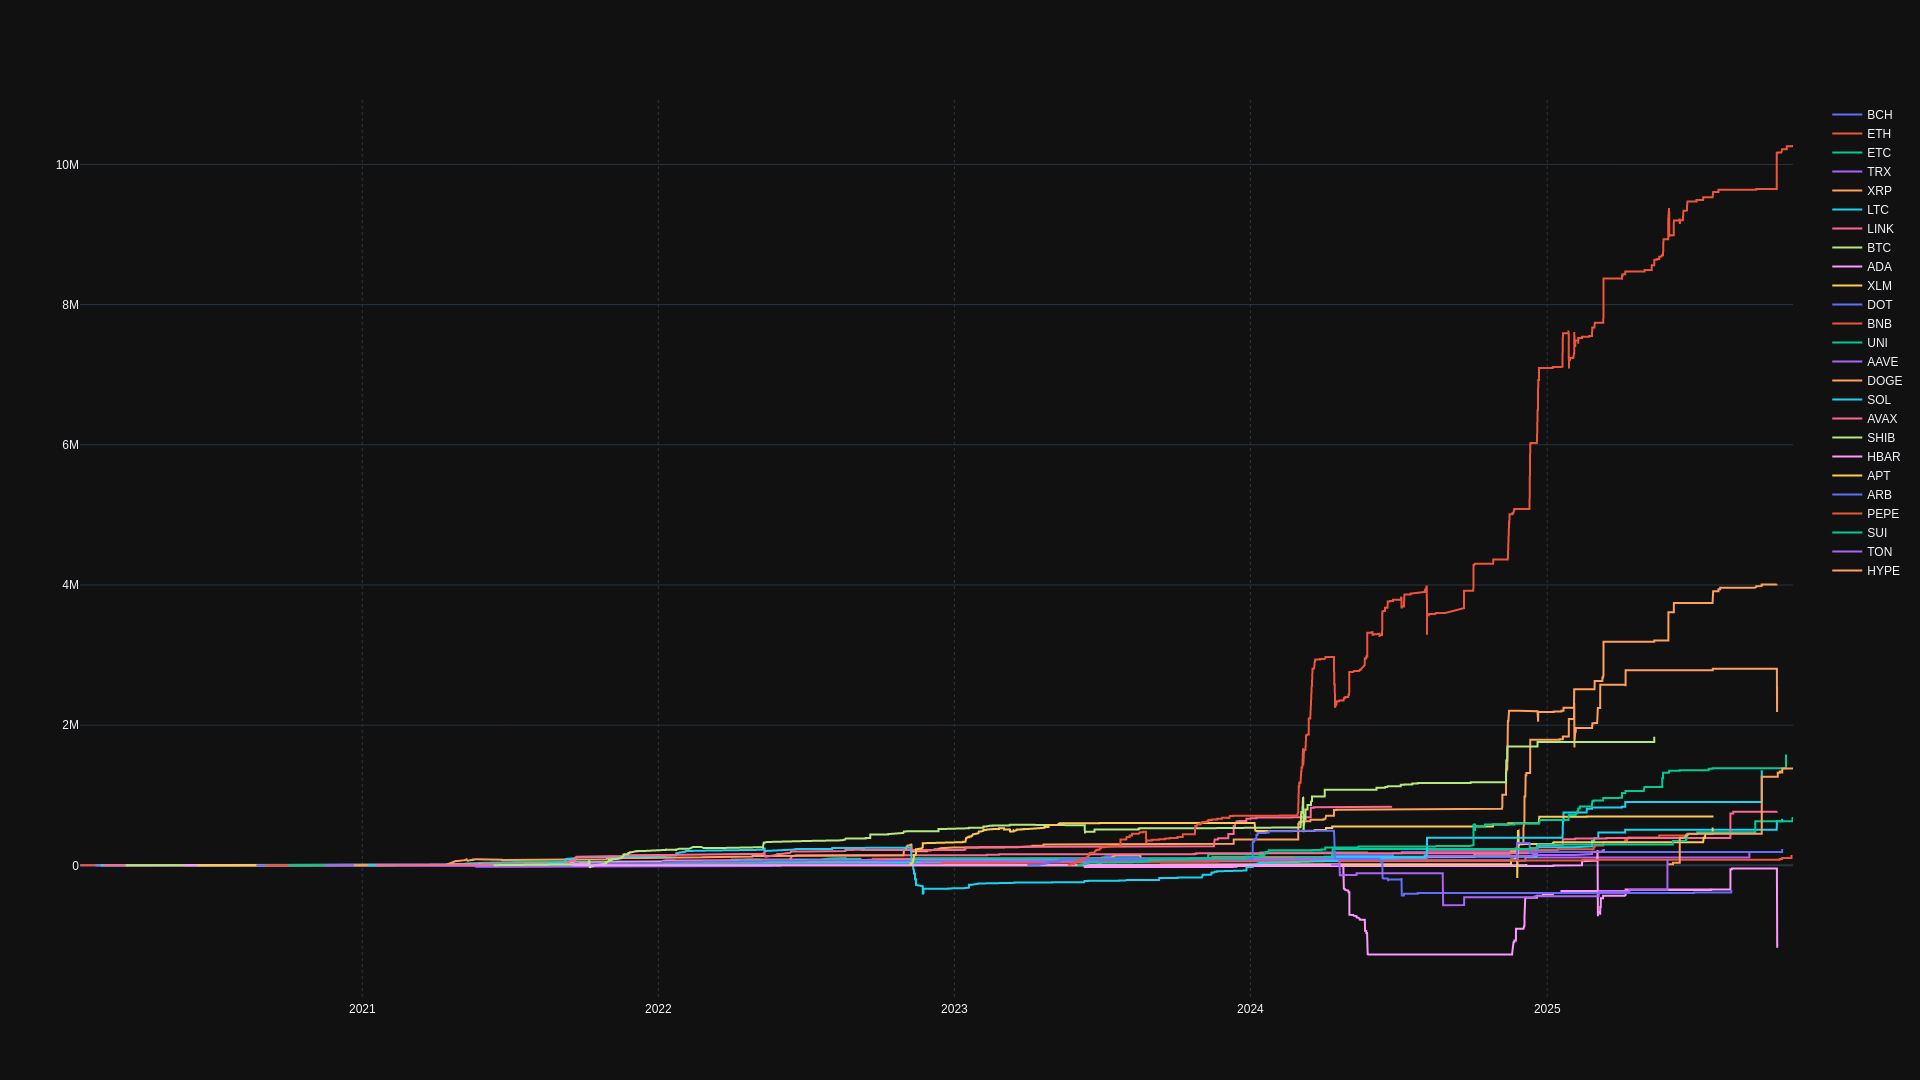 10M
8M
6M
4M
2M
0
2021
2022
2023
2024
2025
BCH
ETH
ETC
TRX
XRP
LTC
LINK
BTC
ADA
XLM
DOT
BNB
UNI
AAVE
DOGE
SOL
AVAX
SHIB
HBAR
APT
ARB
PEPE
SUI
TON
HYPE